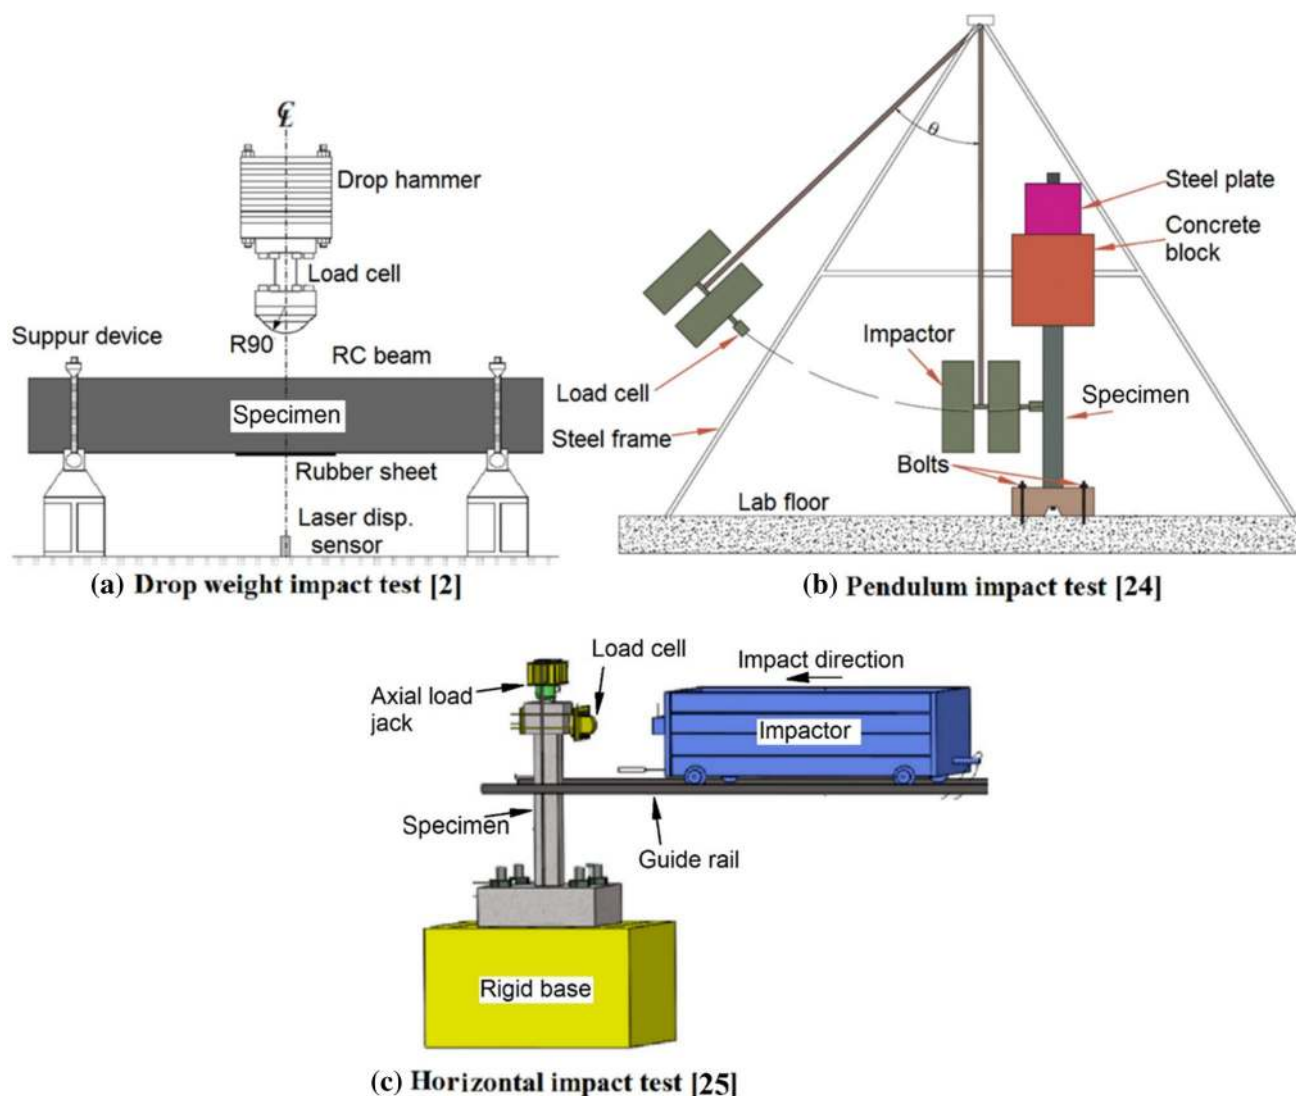 ℄
Drop hammer
Load cell
R90
Suppur device
RC beam
Specimen
Rubber sheet
Laser disp.
sensor
(a) Drop weight impact test [2]
θ
Steel plate
Concrete
block
Impactor
Load cell
Specimen
Steel frame
Bolts
Lab floor
(b) Pendulum impact test [24]
Load cell
Impact direction
Axial load
jack
Impactor
Specimen
Guide rail
Rigid base
(c) Horizontal impact test [25]